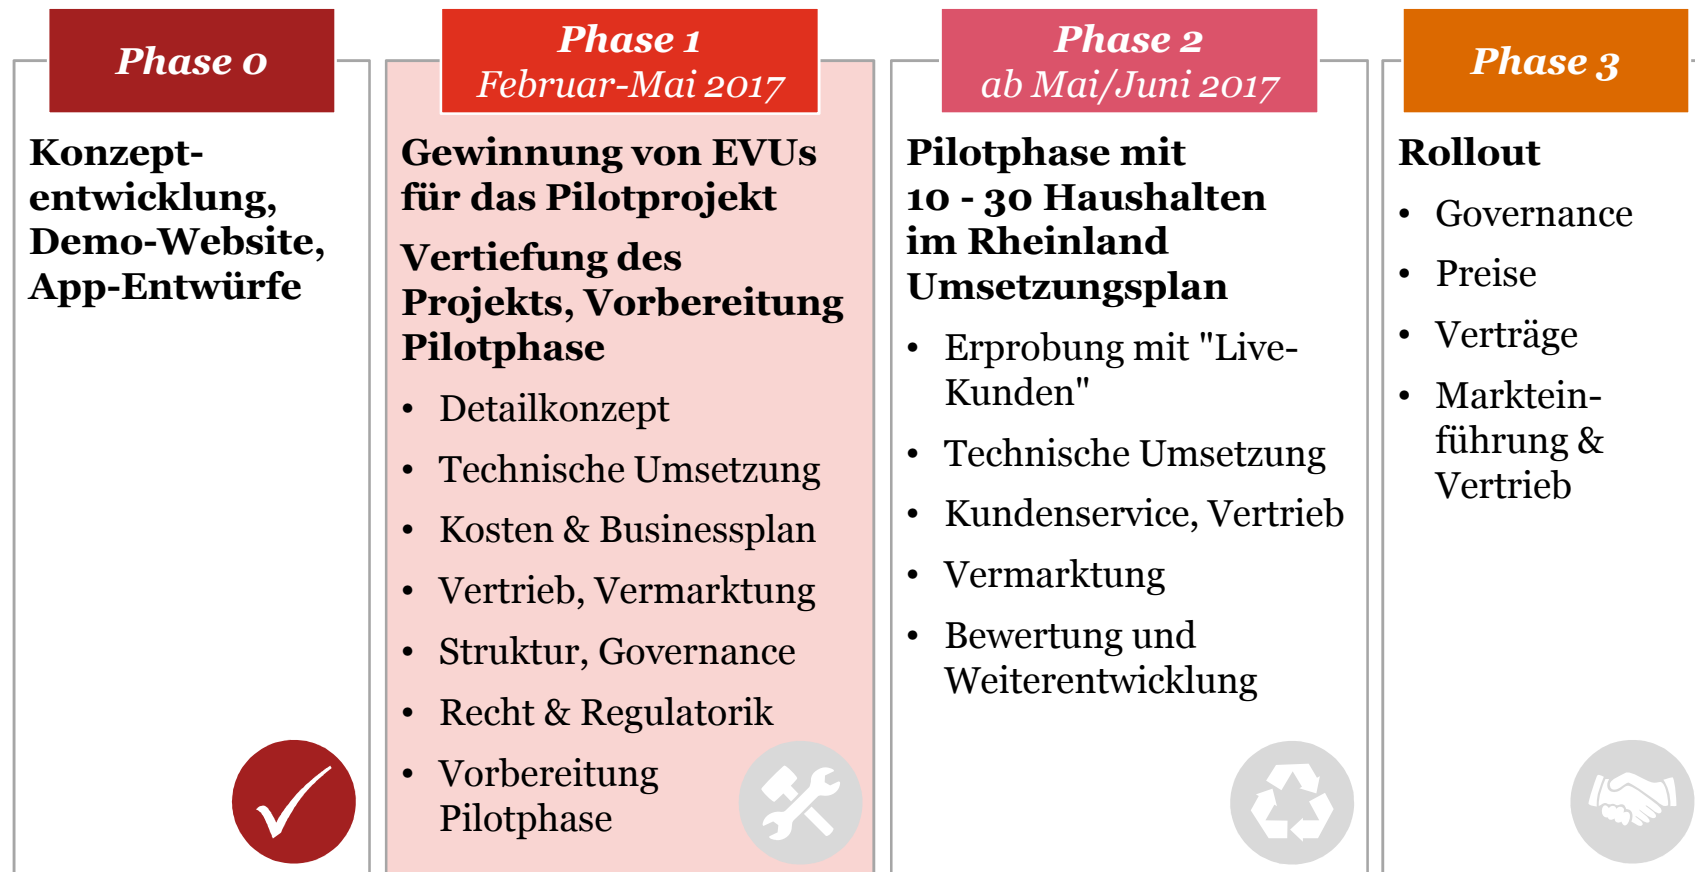 Phase 0
Konzept-
entwicklung,
Demo-Website,
App-Entwürfe
Phase 1
Februar-Mai 2017
Gewinnung von EVUs
für das Pilotprojekt
Vertiefung des
Projekts, Vorbereitung
Pilotphase
• Detailkonzept
• Technische Umsetzung
• Kosten & Businessplan
• Vertrieb, Vermarktung
• Struktur, Governance
• Recht & Regulatorik
• Vorbereitung
Pilotphase
Phase 2
ab Mai/Juni 2017
Pilotphase mit
10 - 30 Haushalten
im Rheinland
Umsetzungsplan
• Erprobung mit "Live-
Kunden"
• Technische Umsetzung
• Kundenservice, Vertrieb
• Vermarktung
• Bewertung und
Weiterentwicklung
Phase 3
Rollout
• Governance
• Preise
• Verträge
• Marktein-
führung &
Vertrieb